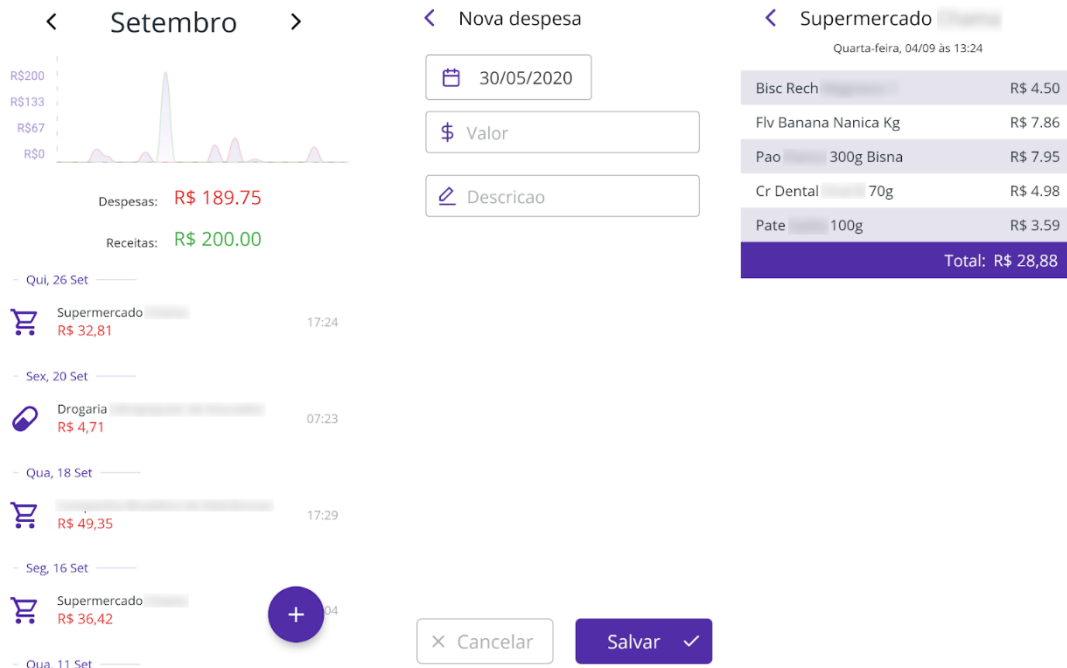 Setembro
R$200
R$133
R$67
R$0
Despesas: R$ 189.75
Receitas: R$ 200.00
Qui, 26 Set
Supermercado
R$ 32,81
17:24
Sex, 20 Set
Drogaria
R$ 4,71
07:23
Qua, 18 Set
R$ 49,35
17:29
Seg, 16 Set
Supermercado
R$ 36,42
04
+
Qua, 11 Set
Nova despesa
30/05/2020
$ Valor
Descricao
Cancelar
Salvar
Supermercado
Quarta-feira, 04/09 às 13:24
Bisc Rech R$ 4.50
Flv Banana Nanica Kg R$ 7.86
Pao 300g Bisna R$ 7.95
Cr Dental 70g R$ 4.98
Pate 100g R$ 3.59
Total: R$ 28,88